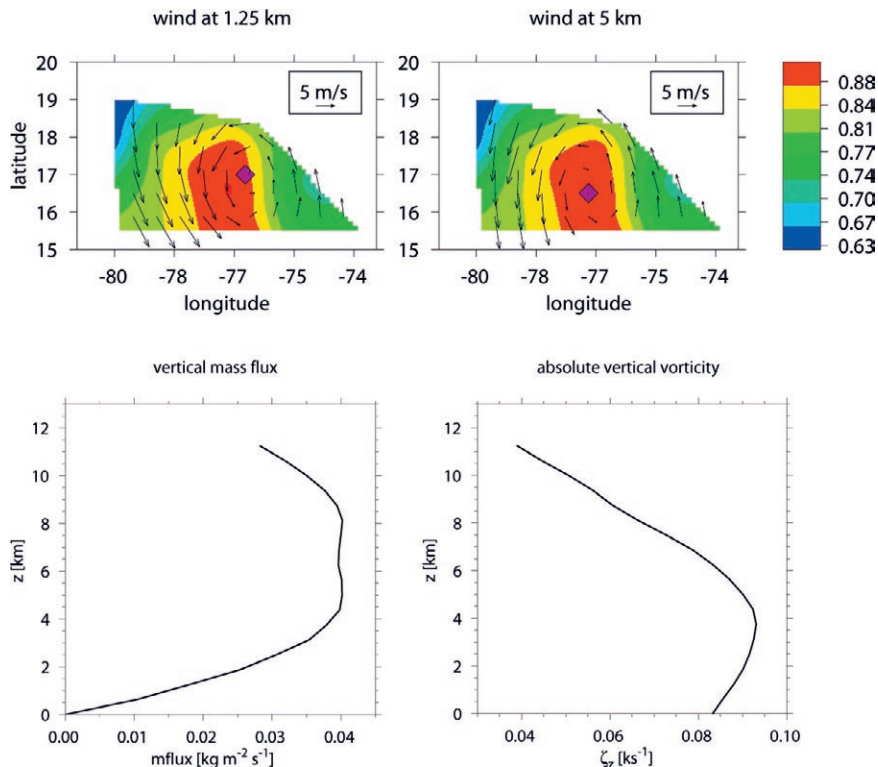 wind at 1.25 km
wind at 5 km
20
19
18
17
16
15
latitude
5 m/s
-80 -79 -78 -77 -76 -75 -74
longitude
20
19
18
17
16
15
5 m/s
-80 -79 -78 -77 -76 -75 -74
longitude
0.88
0.84
0.81
0.77
0.74
0.70
0.67
0.63
vertical mass flux
12
10
8
6
4
2
0
z [km]
0.00 0.01 0.02 0.03 0.04
mflux [kg m⁻² s⁻¹]
absolute vertical vorticity
12
10
8
6
4
2
0
z [km]
0.04 0.06 0.08 0.10
ζz [ks⁻¹]